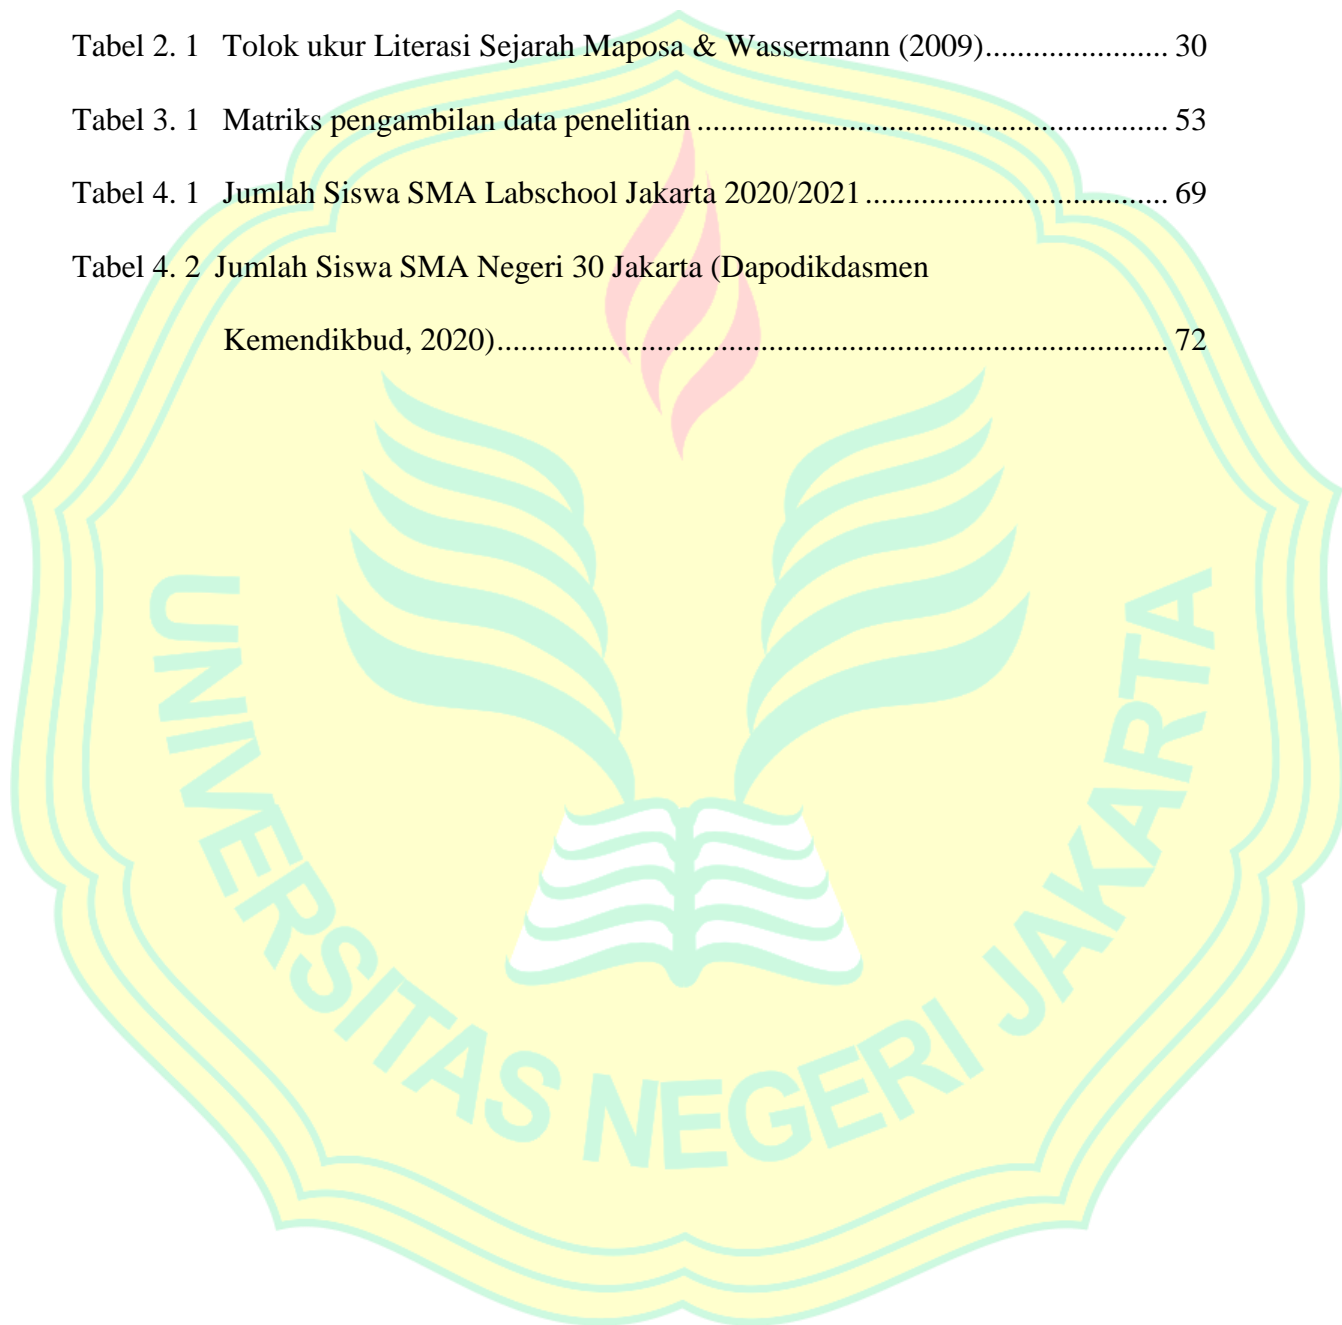 Tabel 2. 1 Tolok ukur Literasi Sejarah Maposa & Wassermann (2009)....................... 30
Tabel 3. 1 Matriks pengambilan data penelitian........................................................... 53
Tabel 4. 1 Jumlah Siswa SMA Labschool Jakarta 2020/2021...................................... 69
Tabel 4. 2 Jumlah Siswa SMA Negeri 30 Jakarta (Dapodikdasmen
Kemendikbud, 2020).................................................................................... 72
UNIVERSITAS NEGERI JAKARTA